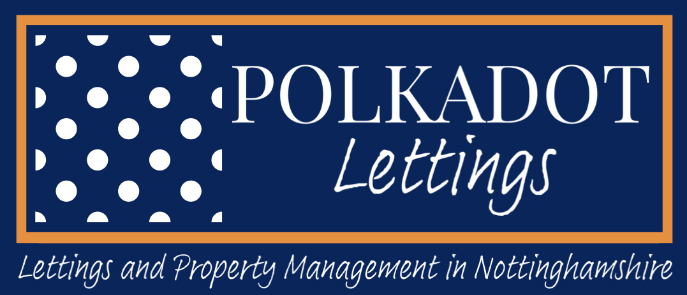 POLKADOT
Lettings
Lettings and Property Management in Nottinghamshire